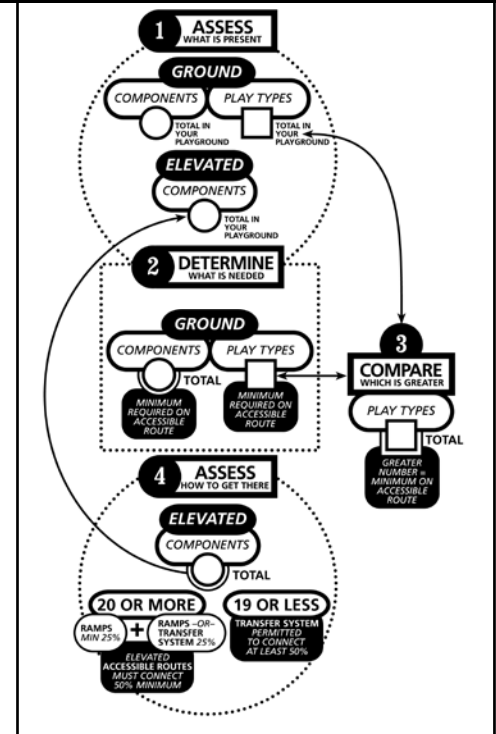 1 ASSESS
WHAT IS PRESENT
GROUND
COMPONENTS PLAY TYPES
TOTAL IN
YOUR
PLAYGROUND
TOTAL IN
YOUR
PLAYGROUND
ELEVATED
COMPONENTS
TOTAL IN
YOUR
PLAYGROUND
2 DETERMINE
WHAT IS NEEDED
GROUND
COMPONENTS PLAY TYPES
TOTAL
MINIMUM
REQUIRED ON
ACCESSIBLE
ROUTE
MINIMUM
REQUIRED ON
ACCESSIBLE
ROUTE
3
COMPARE
WHICH IS GREATER
PLAY TYPES
TOTAL
GREATER
NUMBER =
MINIMUM ON
ACCESSIBLE
ROUTE
4 ASSESS
HOW TO GET THERE
ELEVATED
COMPONENTS
TOTAL
20 OR MORE
RAMPS
MIN 25%
+
RAMPS –OR–
TRANSFER
SYSTEM 25%
ELEVATED
ACCESSIBLE ROUTES
MUST CONNECT
50% MINIMUM
19 OR LESS
TRANSFER SYSTEM
PERMITTED
TO CONNECT
AT LEAST 50%